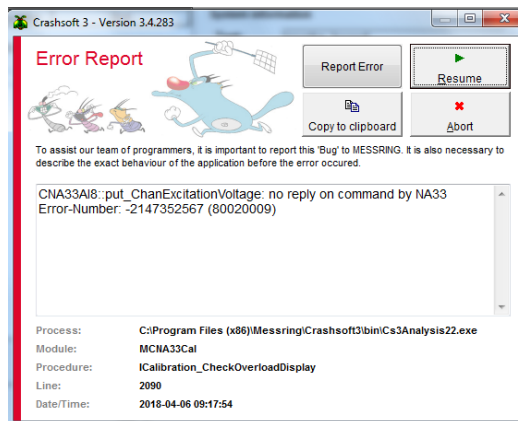 Crashsoft 3 - Version 3.4.283
Error Report
Report Error
Resume
Copy to clipboard
Abort
To assist our team of programmers, it is important to report this 'Bug' to MESSRING. It is also necessary to
describe the exact behaviour of the application before the error occured.
CNA33AI8::put_ChanExcitationVoltage: no reply on command by NA33
Error-Number: -2147352567 (80020009)
Process: C:\Program Files (x86)\Messring\Crashsoft3\bin\Cs3Analysis22.exe
Module: MCNA33Cal
Procedure: ICalibration_CheckOverloadDisplay
Line: 2090
Date/Time: 2018-04-06 09:17:54